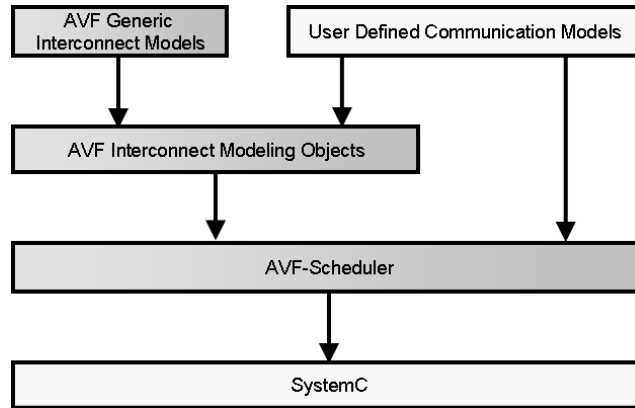 AVF Generic
Interconnect Models
User Defined Communication Models
AVF Interconnect Modeling Objects
AVF-Scheduler
SystemC